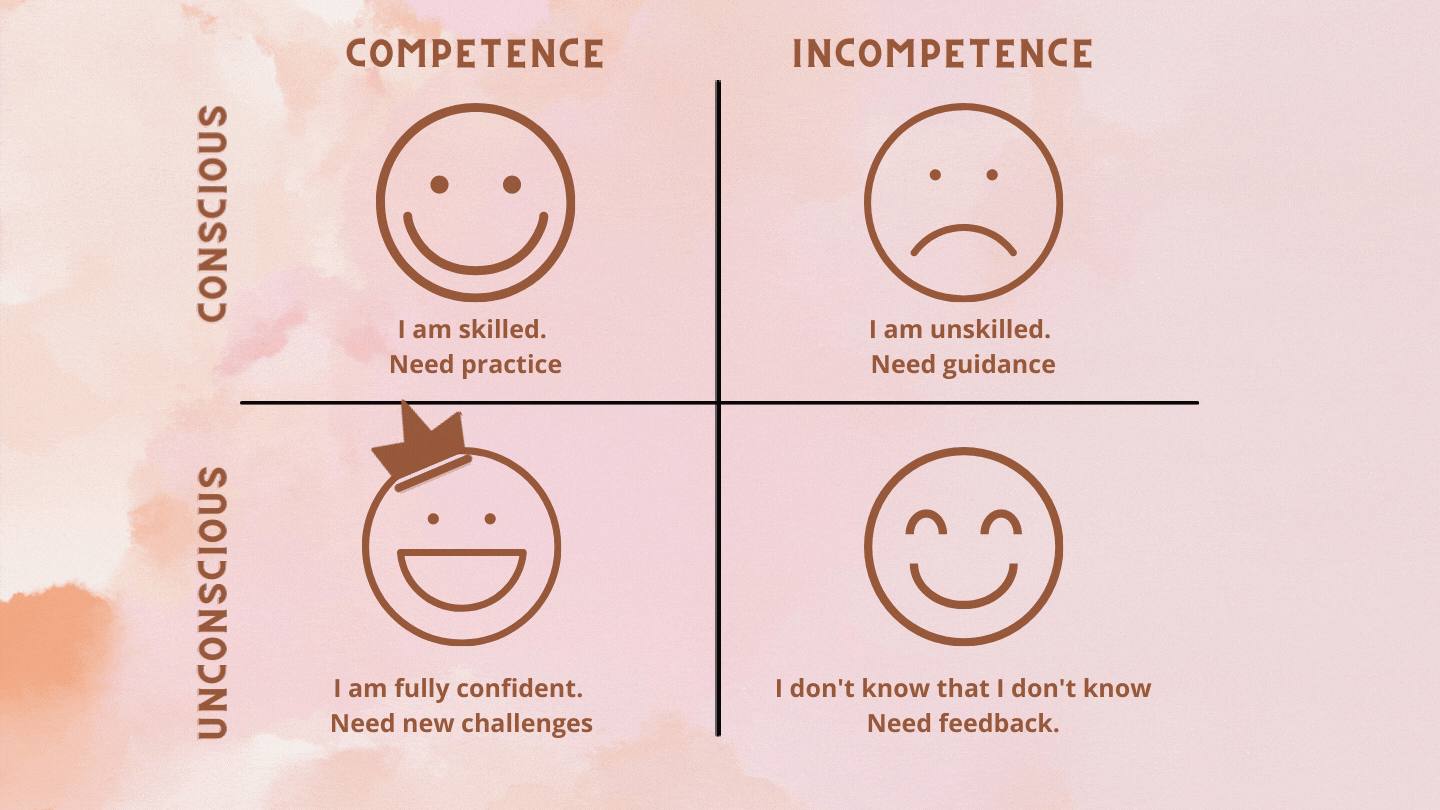 COMPETENCE
INCOMPETENCE
CONSCIOUS
I am skilled.
Need practice
I am unskilled.
Need guidance
UNCONSCIOUS
I am fully confident.
Need new challenges
I don't know that I don't know
Need feedback.